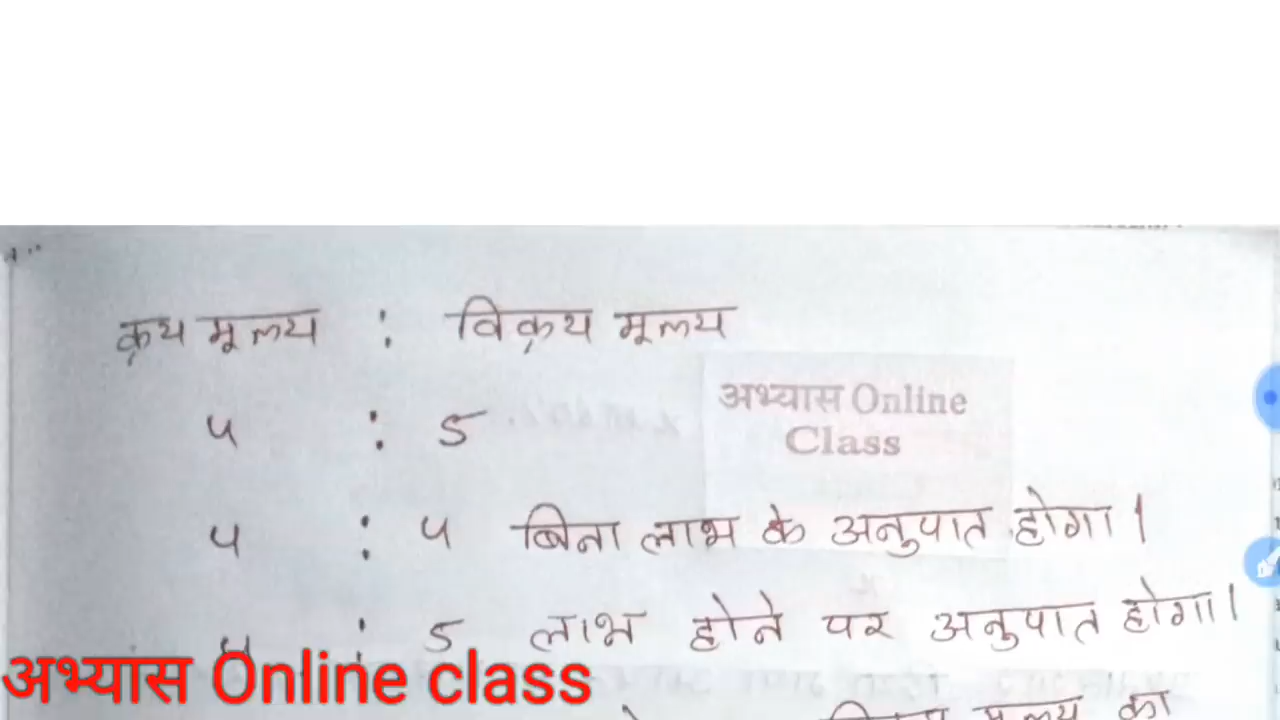 क्रय मूल्य : विक्रय मूल्य
अभ्यास Online
Class
4 : 5
4 : 4 बिना लाभ के अनुपात होगा।
4 : 5 लाभ होने पर अनुपात होगा।
अभ्यास Online class
मूल्य का